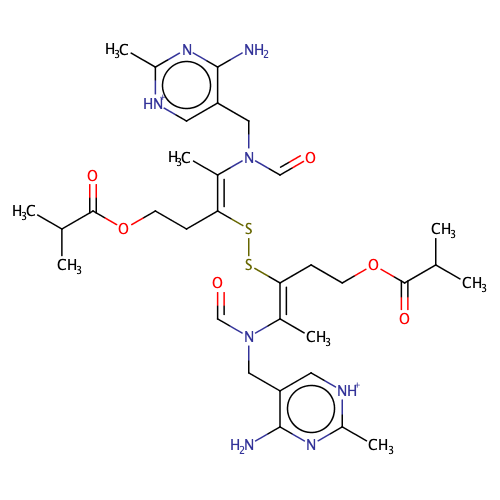 H₃C N NH₂
HN⁺
H₃C N O
O
H₃C O S CH₃
CH₃ S O CH₃
O O
N CH₃
NH⁺
H₂N N CH₃